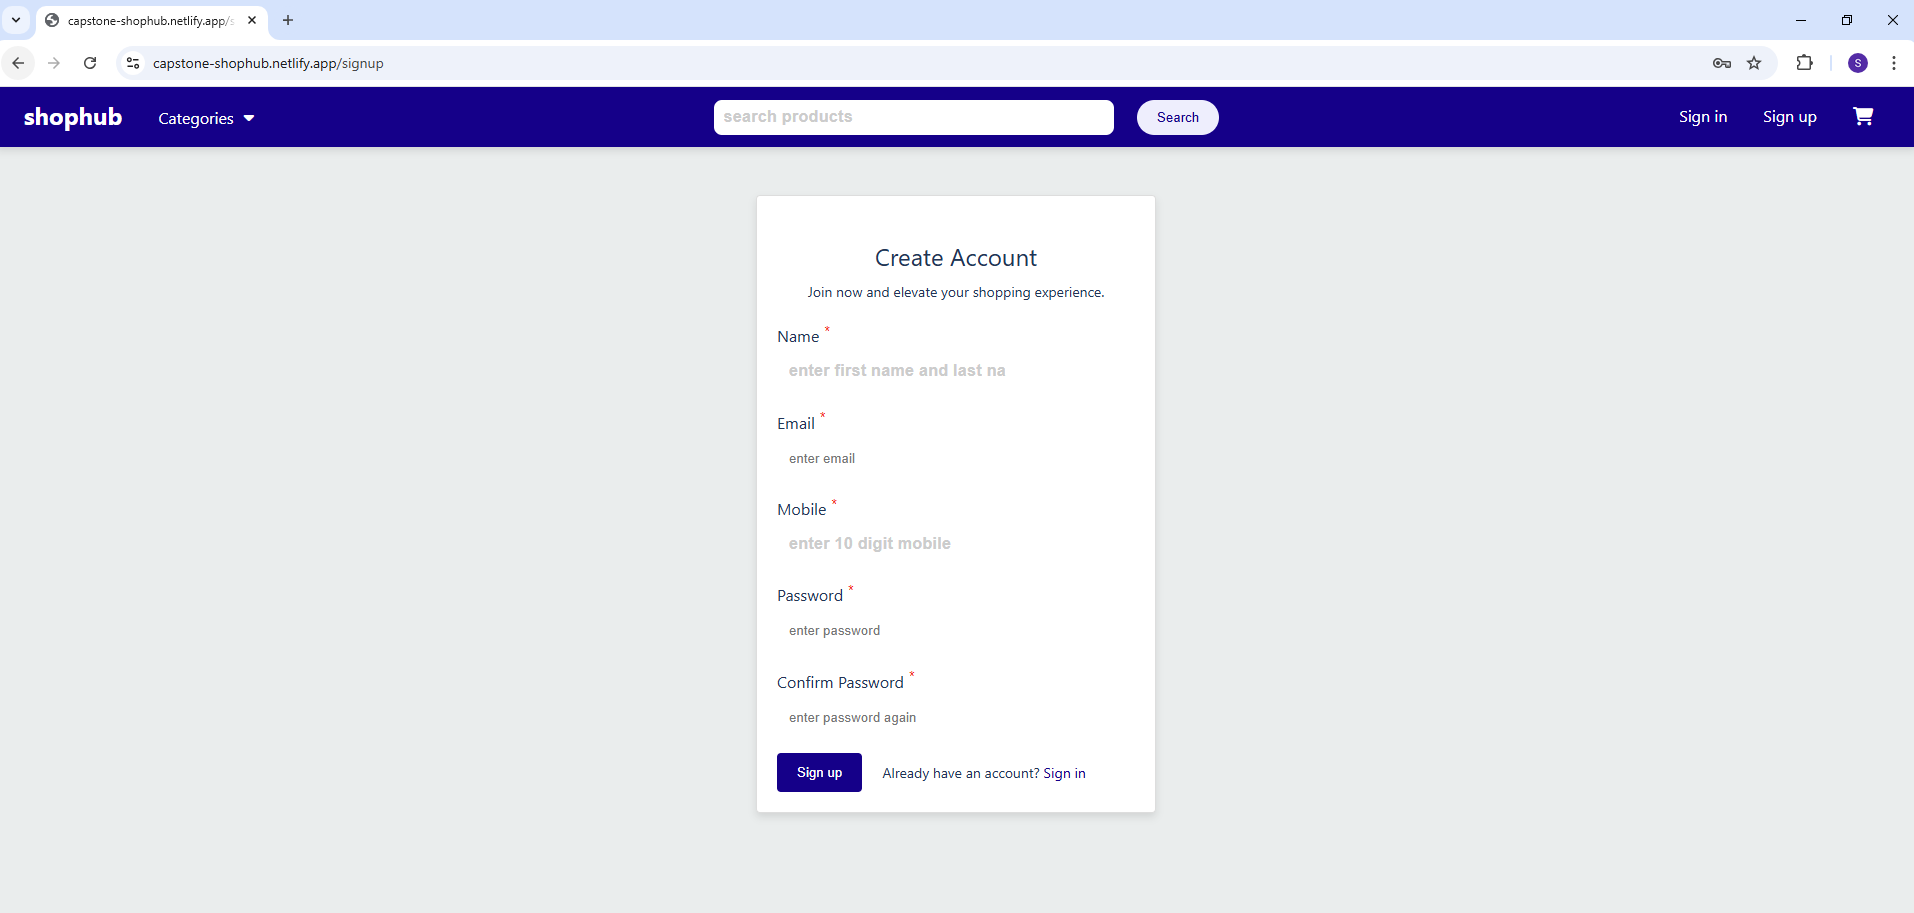 capstone-shophub.netlify.app/s
capstone-shophub.netlify.app/signup
S
shophub
Categories
search products
Search
Sign in
Sign up
Create Account
Join now and elevate your shopping experience.
Name *
enter first name and last na
Email *
enter email
Mobile *
enter 10 digit mobile
Password *
enter password
Confirm Password *
enter password again
Sign up
Already have an account? Sign in